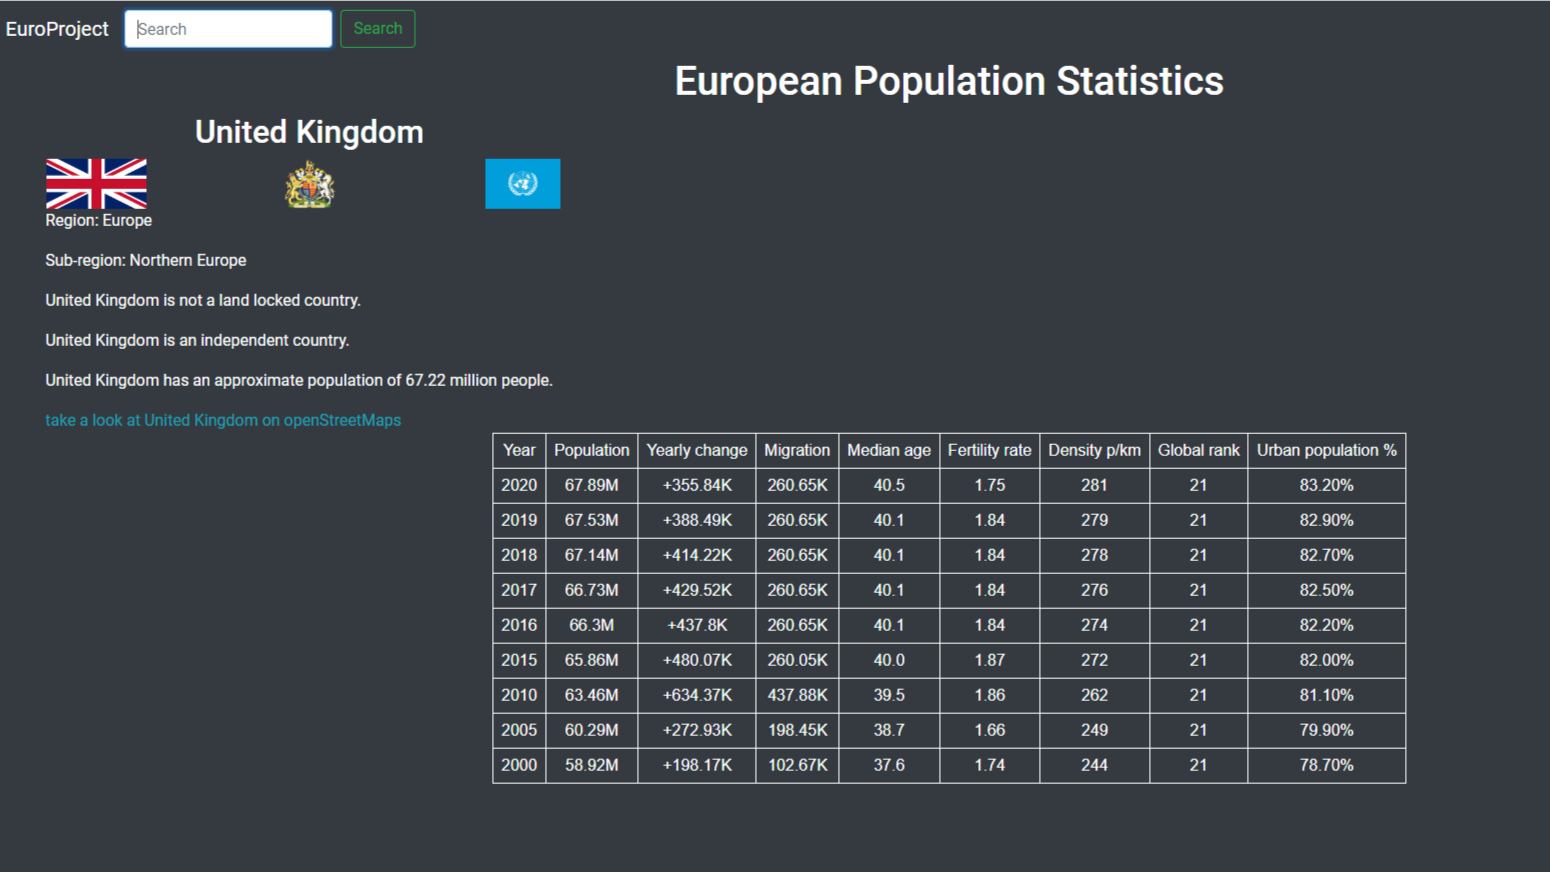 EuroProject Search Search
European Population Statistics
United Kingdom
Region: Europe
Sub-region: Northern Europe
United Kingdom is not a land locked country.
United Kingdom is an independent country.
United Kingdom has an approximate population of 67.22 million people.
take a look at United Kingdom on openStreetMaps
Year Population Yearly change Migration Median age Fertility rate Density p/km Global rank Urban population %
2020 67.89M +355.84K 260.65K 40.5 1.75 281 21 83.20%
2019 67.53M +388.49K 260.65K 40.1 1.84 279 21 82.90%
2018 67.14M +414.22K 260.65K 40.1 1.84 278 21 82.70%
2017 66.73M +429.52K 260.65K 40.1 1.84 276 21 82.50%
2016 66.3M +437.8K 260.65K 40.1 1.84 274 21 82.20%
2015 65.86M +480.07K 260.05K 40.0 1.87 272 21 82.00%
2010 63.46M +634.37K 437.88K 39.5 1.86 262 21 81.10%
2005 60.29M +272.93K 198.45K 38.7 1.66 249 21 79.90%
2000 58.92M +198.17K 102.67K 37.6 1.74 244 21 78.70%